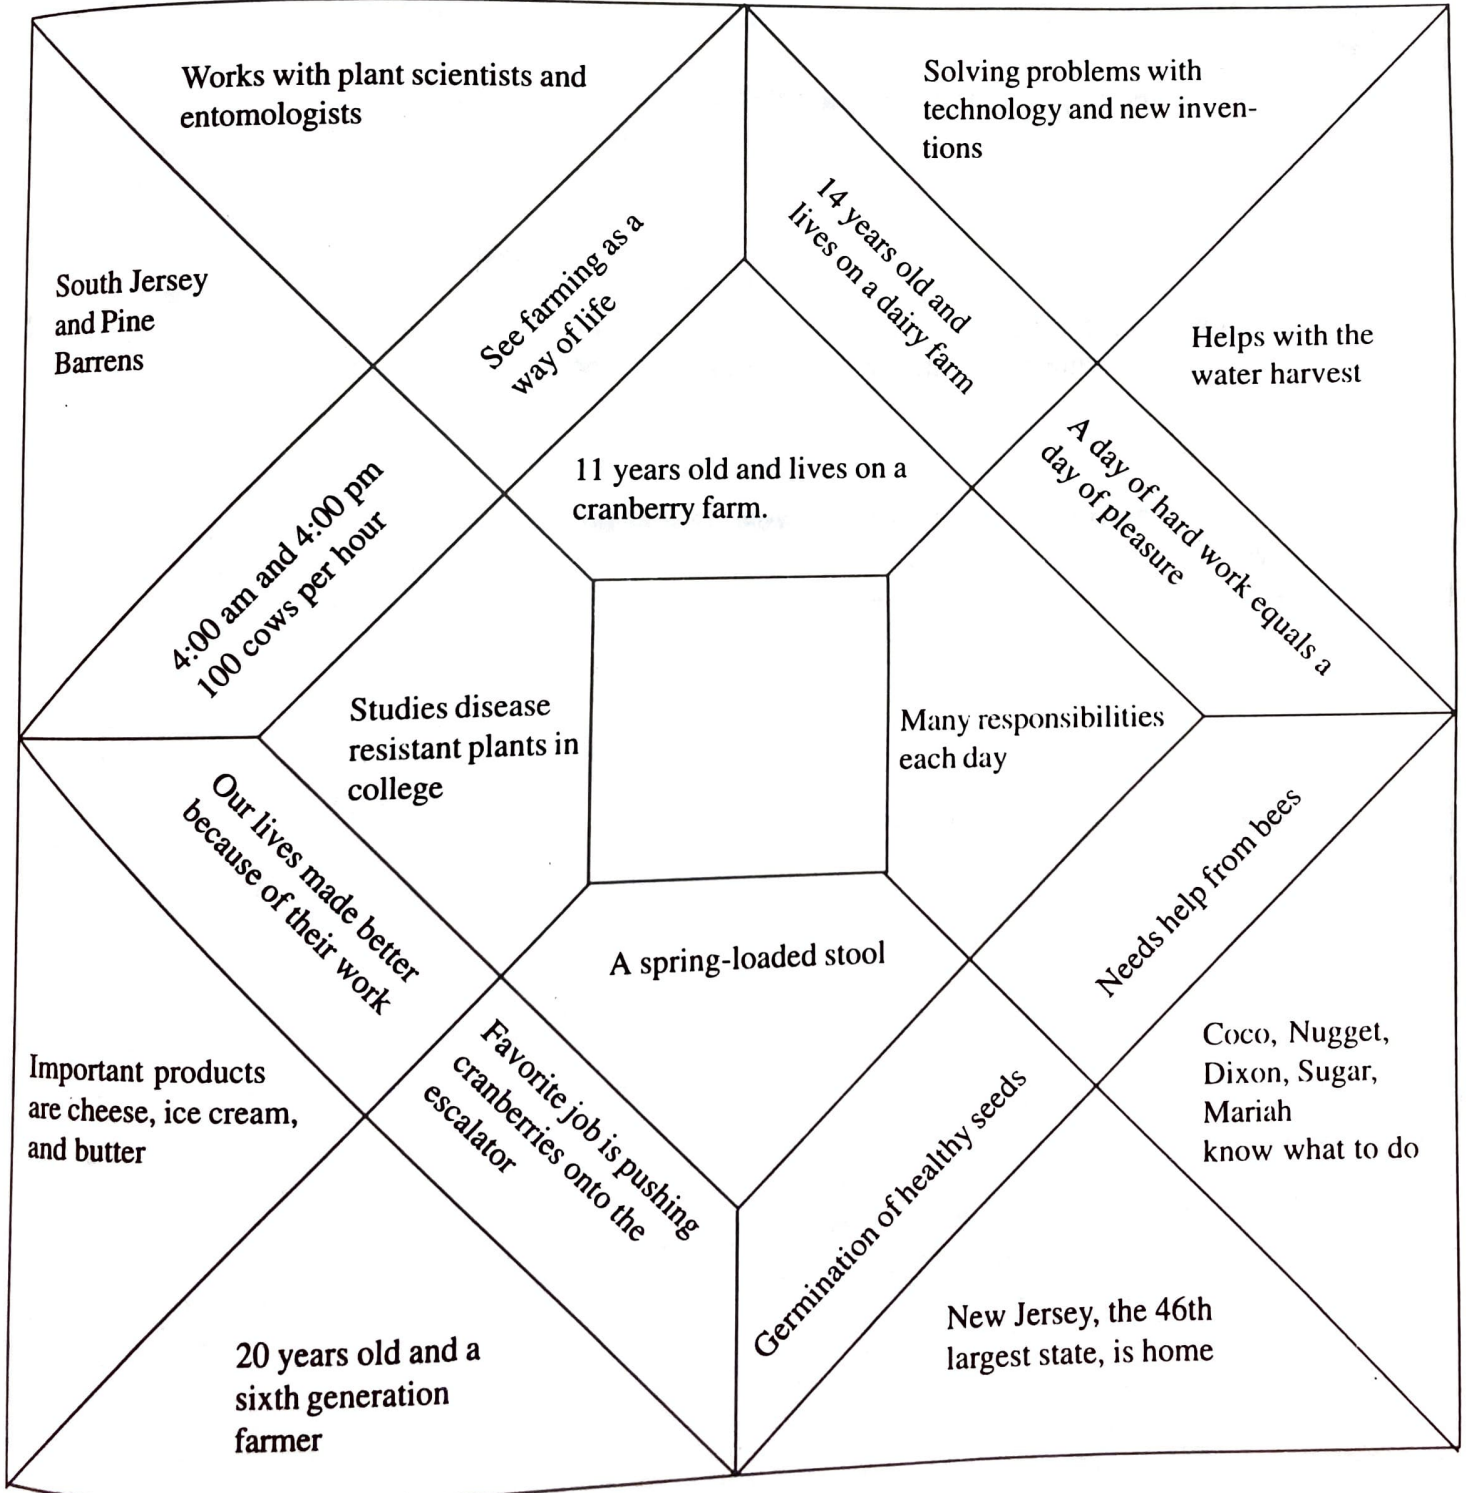 Works with plant scientists and
entomologists
Solving problems with
technology and new inven-
tions
South Jersey
and Pine
Barrens
See farming as a
way of life
14 years old and
lives on a dairy farm
Helps with the
water harvest
4:00 am and 4:00 pm
100 cows per hour
11 years old and lives on a
cranberry farm.
A day of hard work equals a
day of pleasure
Studies disease
resistant plants in
college
Many responsibilities
each day
Our lives made better
because of their work
A spring-loaded stool
Needs help from bees
Important products
are cheese, ice cream,
and butter
Favorite job is pushing
cranberries onto the
escalator
Germination of healthy seeds
Coco, Nugget,
Dixon, Sugar,
Mariah
know what to do
20 years old and a
sixth generation
farmer
New Jersey, the 46th
largest state, is home